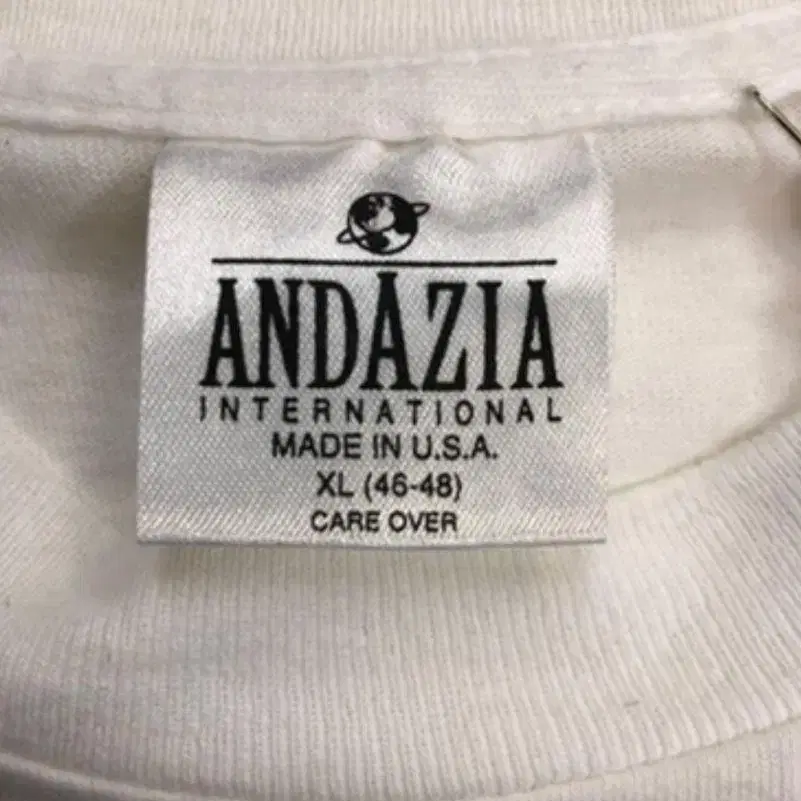 ANDAZIA
INTERNATIONAL
MADE IN U.S.A.
XL (46-48)
CARE OVER